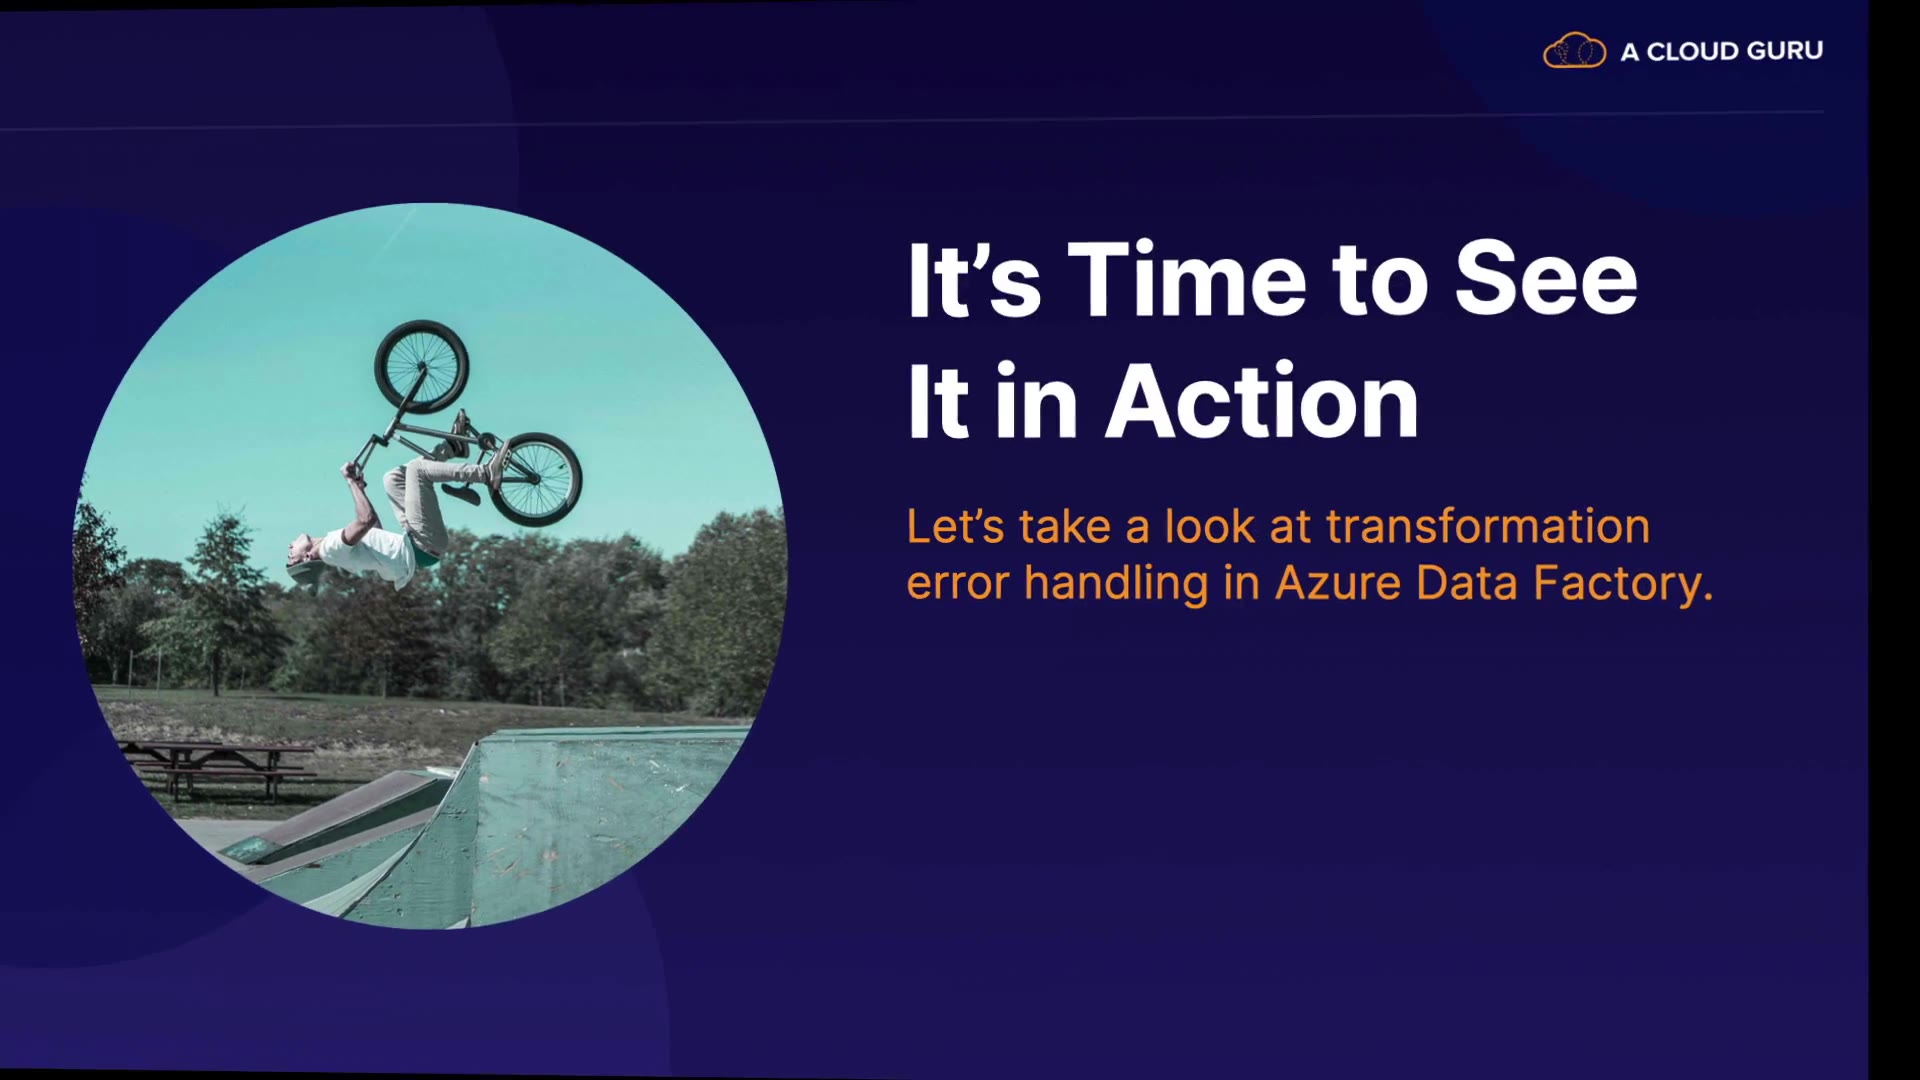 A CLOUD GURU
It’s Time to See
It in Action
Let’s take a look at transformation
error handling in Azure Data Factory.